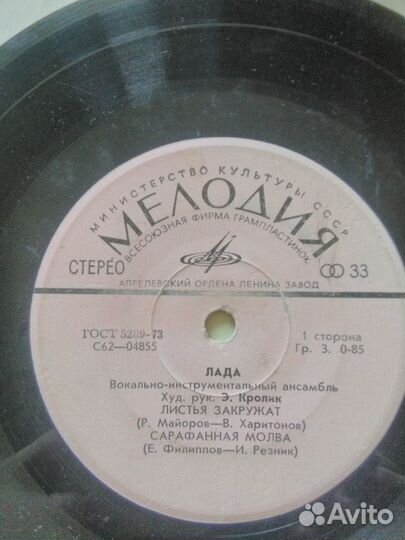 МИНИСТЕРСТВО КУЛЬТУРЫ СССР
МЕЛОДИЯ
ВСЕСОЮЗНАЯ ФИРМА ГРАМПЛАСТИНОК
СТЕРЕО
33
АПРЕЛЕВСКИЙ ОРДЕНА ЛЕНИНА ЗАВОД
ГОСТ 5289-73
С62—04855
1 сторона
Гр. 3. 0-85
ЛАДА
Вокально-инструментальный ансамбль
Худ. рук. Э. Кролик
ЛИСТЬЯ ЗАКРУЖАТ
(Р. Майоров—В. Харитонов)
САРАФАННАЯ МОЛВА
(Е. Филиппов—И. Резник)
Avito